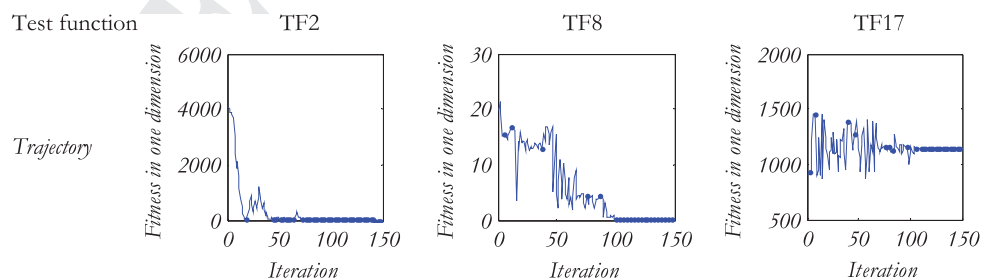 Test function TF2 TF8 TF17
Trajectory
Fitness in one dimension
6000
4000
2000
0
0 50 100 150
Iteration
Fitness in one dimension
30
20
10
0
0 50 100 150
Iteration
Fitness in one dimension
2000
1500
1000
500
0 50 100 150
Iteration